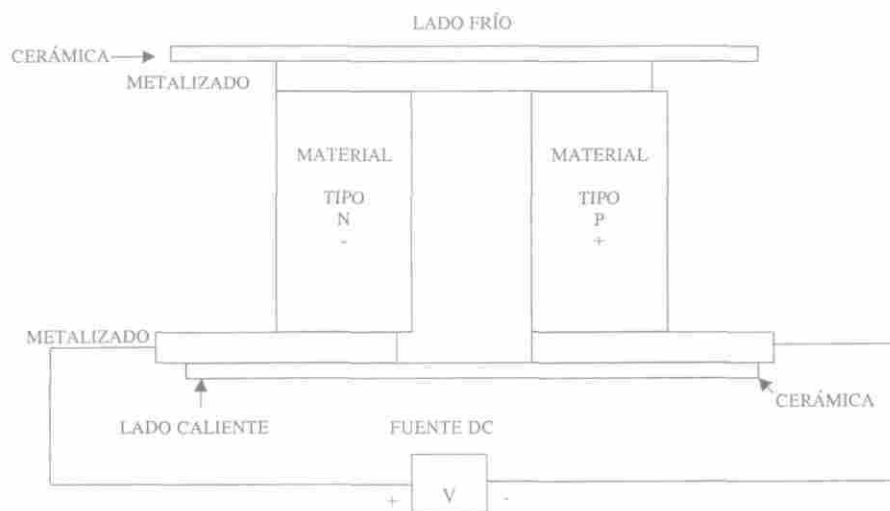 LADO FRÍO
CERÁMICA
METALIZADO
MATERIAL
TIPO
N
-
MATERIAL
TIPO
P
+
METALIZADO
LADO CALIENTE
FUENTE DC
CERÁMICA
+ V -